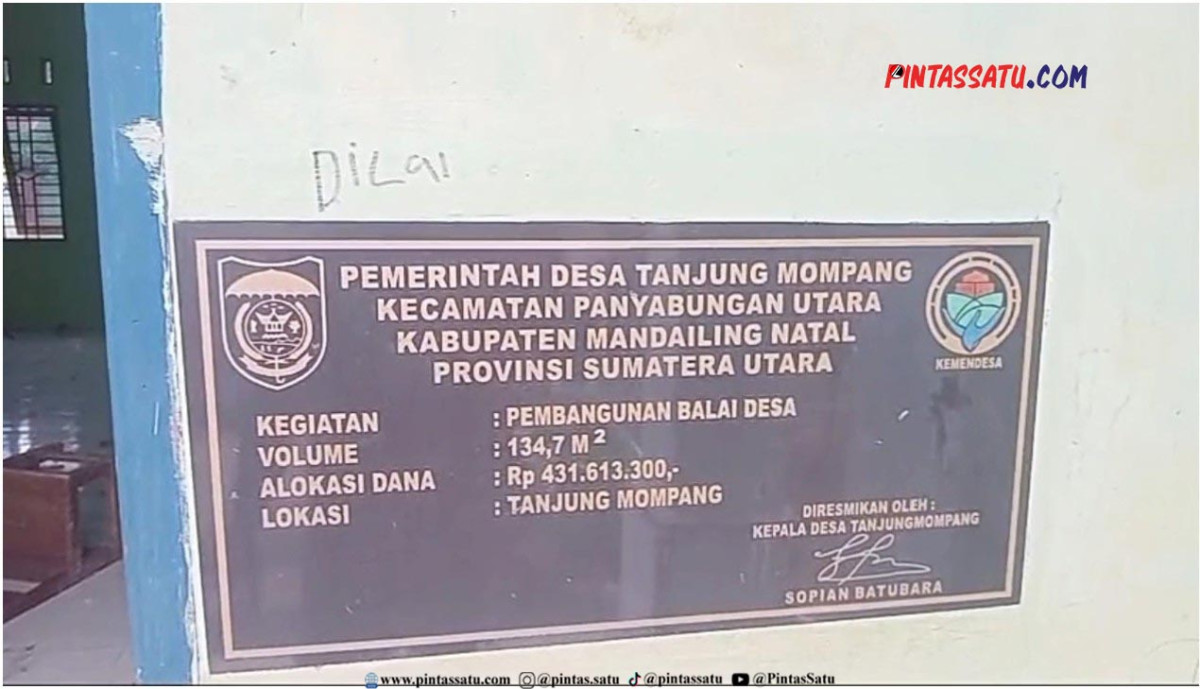 PINTASSATU.COM
DiLai
PEMERINTAH DESA TANJUNG MOMPANG
KECAMATAN PANYABUNGAN UTARA
KABUPATEN MANDAILING NATAL
PROVINSI SUMATERA UTARA
KEMENDESA
KEGIATAN : PEMBANGUNAN BALAI DESA
VOLUME : 134,7 M²
ALOKASI DANA : Rp 431.613.300,-
LOKASI : TANJUNG MOMPANG
DIRESMIKAN OLEH :
KEPALA DESA TANJUNGMOMPANG
SOPIAN BATUBARA
www.pintassatu.com @pintas.satu @pintassatu @PintasSatu